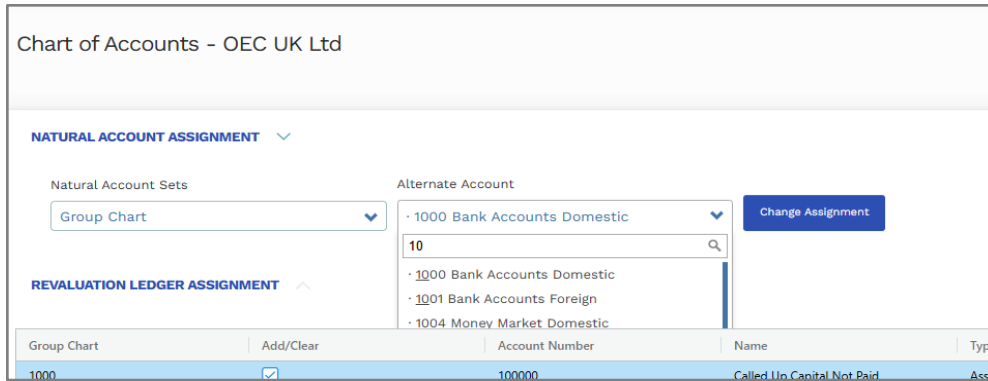 Chart of Accounts - OEC UK Ltd
NATURAL ACCOUNT ASSIGNMENT
Natural Account Sets
Alternate Account
Group Chart
· 1000 Bank Accounts Domestic
Change Assignment
10
· 1000 Bank Accounts Domestic
· 1001 Bank Accounts Foreign
· 1004 Money Market Domestic
REVALUATION LEDGER ASSIGNMENT
Group Chart Add/Clear Account Number Name Typ
1000 100000 Called Up Capital Not Paid Ass